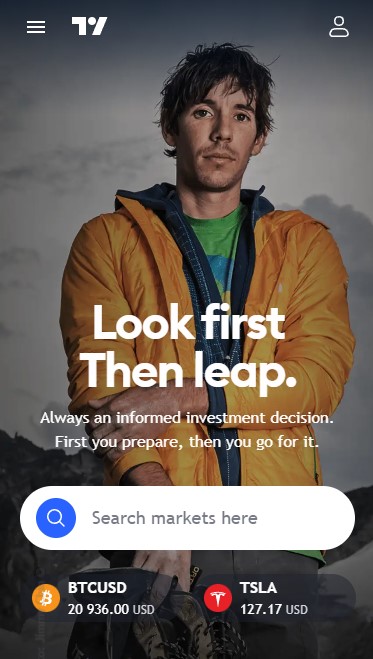 Look first
Then leap.
Always an informed investment decision.
First you prepare, then you go for it.
Search markets here
BTCUSD
20 936.00 USD
TSLA
127.17 USD